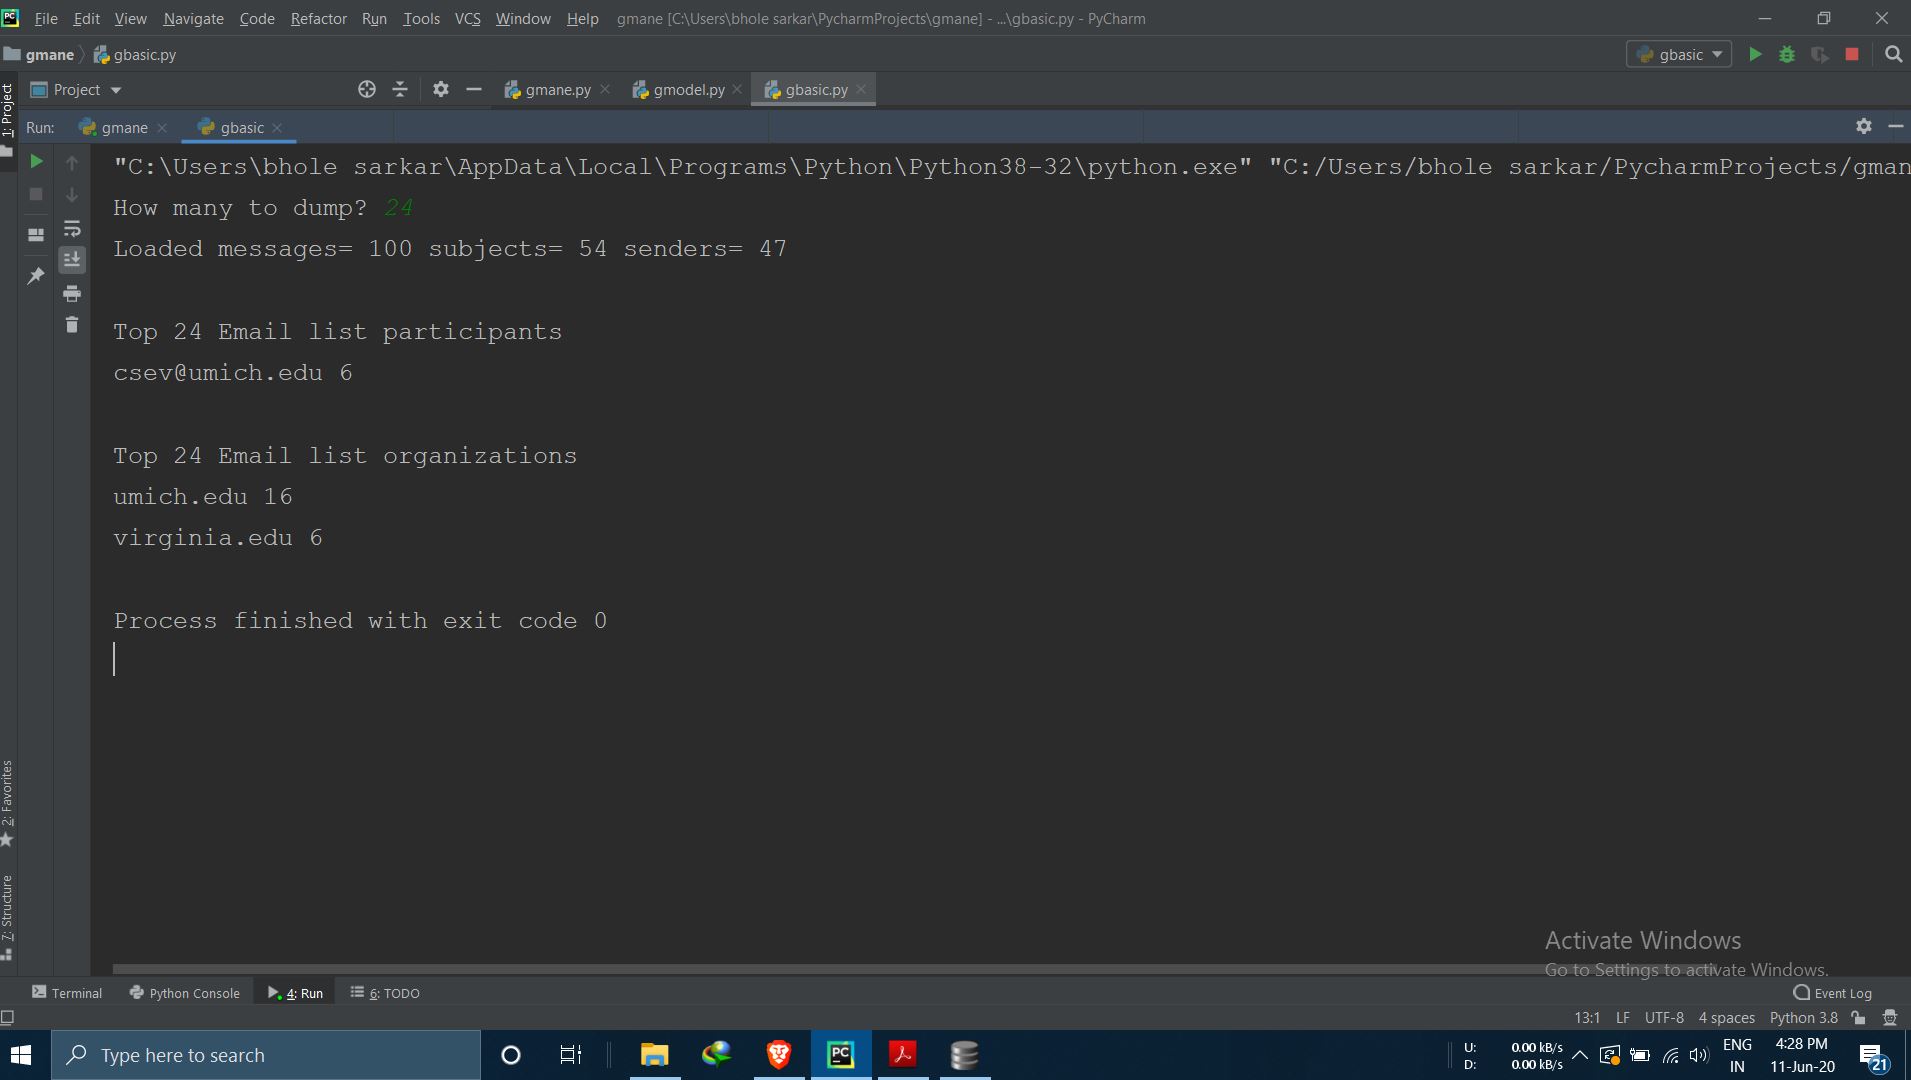 File Edit View Navigate Code Refactor Run Tools VCS Window Help gmane [C:\Users\bhole sarkar\PycharmProjects\gmane] - ...\gbasic.py - PyCharm
gmane gbasic.py gbasic
Project gmane.py gmodel.py gbasic.py
1: Project
Run: gmane gbasic
"C:\Users\bhole sarkar\AppData\Local\Programs\Python\Python38-32\python.exe" "C:/Users/bhole sarkar/PycharmProjects/gman
How many to dump? 24
Loaded messages= 100 subjects= 54 senders= 47
Top 24 Email list participants
csev@umich.edu 6
Top 24 Email list organizations
umich.edu 16
virginia.edu 6
Process finished with exit code 0
2: Favorites
7: Structure
Activate Windows
Go to Settings to activate Windows.
Terminal Python Console 4: Run 6: TODO Event Log
13:1 LF UTF-8 4 spaces Python 3.8
Type here to search
PC
U: 0.00 kB/s
D: 0.00 kB/s
ENG
IN
4:28 PM
11-Jun-20
21